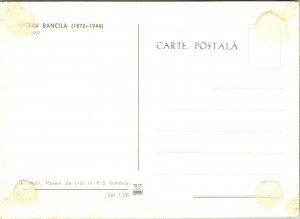 OCTAV BANCILA (1872—1944)
CARTE POSTALĂ
Muzeul de artă al R. S. România
Lei 1,50